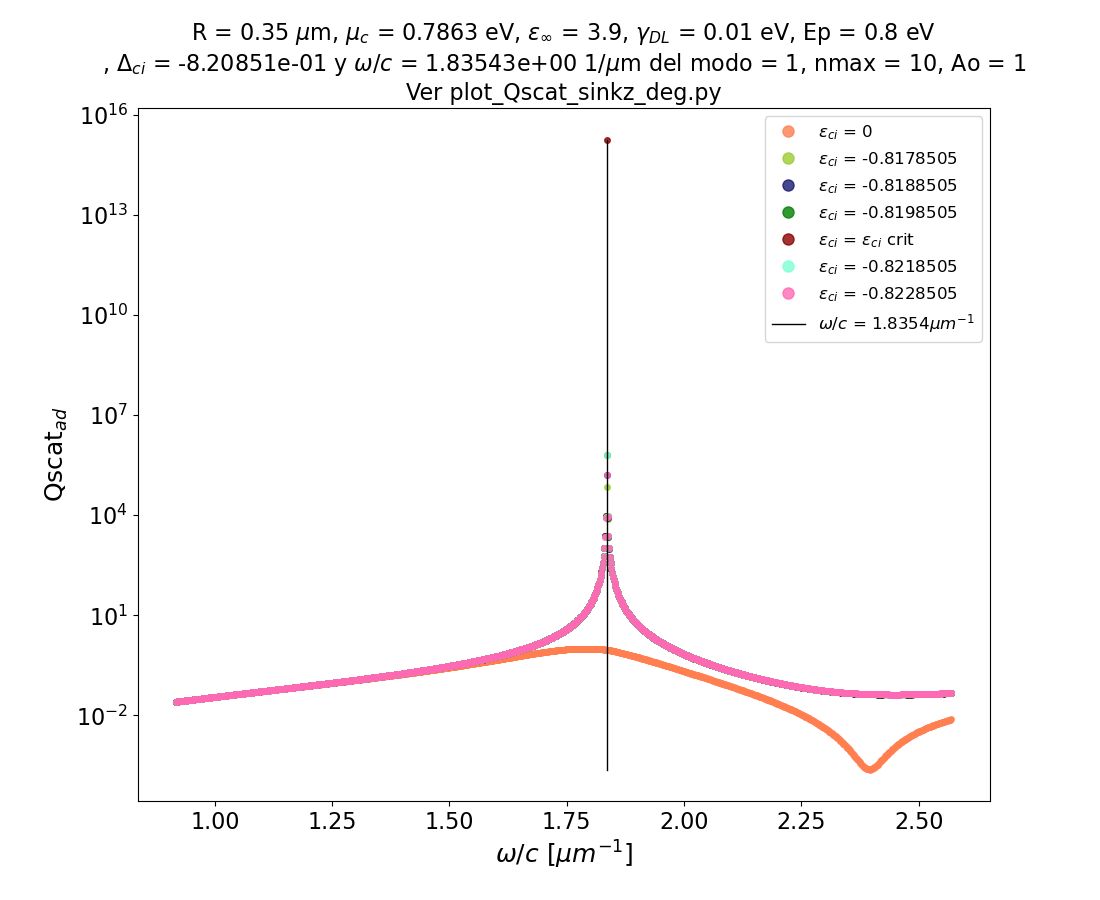 R = 0.35 μm, μ_c = 0.7863 eV, ε_∞ = 3.9, γ_DL = 0.01 eV, Ep = 0.8 eV
, Δ_ci = -8.20851e-01 y ω/c = 1.83543e+00 1/μm del modo = 1, nmax = 10, Ao = 1
Ver plot_Qscat_sinkz_deg.py
10^16
10^13
10^10
10^7
10^4
10^1
10^−2
Qscat_ad
ε_ci = 0
ε_ci = -0.8178505
ε_ci = -0.8188505
ε_ci = -0.8198505
ε_ci = ε_ci crit
ε_ci = -0.8218505
ε_ci = -0.8228505
ω/c = 1.8354μm^−1
1.00 1.25 1.50 1.75 2.00 2.25 2.50
ω/c [μm^−1]